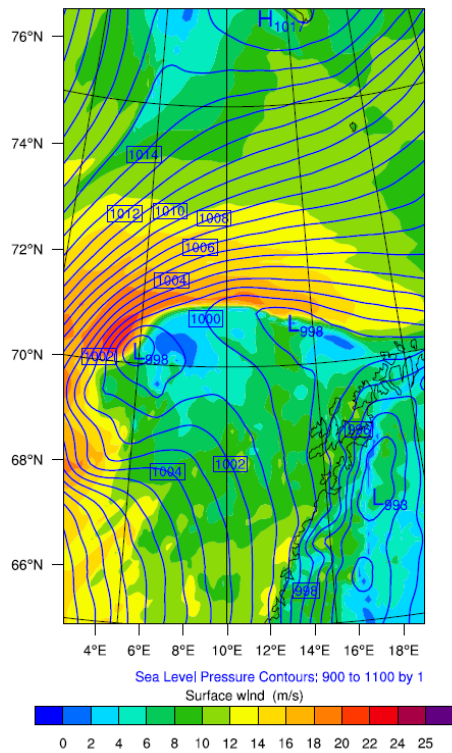 76°N
H1017
74°N
1014
1012
1010
1008
72°N
1006
1004
1000
L998
70°N
1002
L998
996
68°N
1004
1002
L993
66°N
998
4°E 6°E 8°E 10°E 12°E 14°E 16°E 18°E
Sea Level Pressure Contours: 900 to 1100 by 1
Surface wind (m/s)
0 2 4 6 8 10 12 14 16 18 20 22 24 25